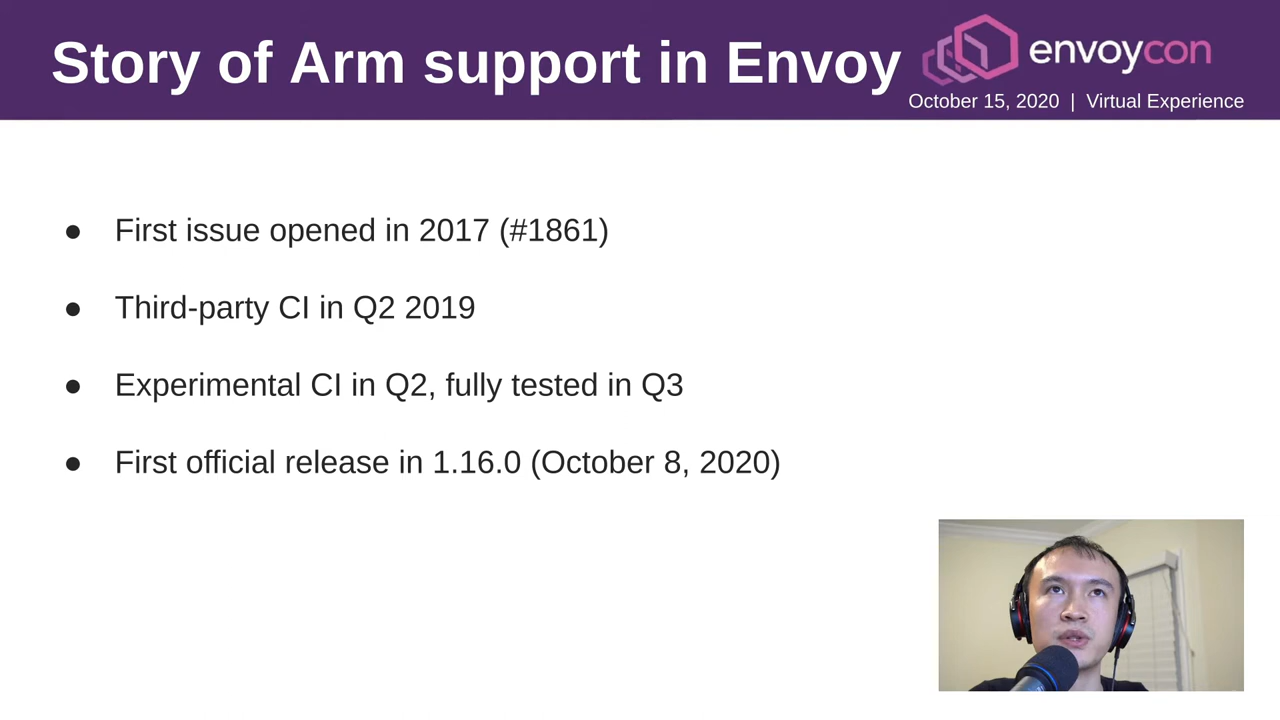 Story of Arm support in Envoy
envoycon
October 15, 2020 | Virtual Experience
● First issue opened in 2017 (#1861)
● Third-party CI in Q2 2019
● Experimental CI in Q2, fully tested in Q3
● First official release in 1.16.0 (October 8, 2020)